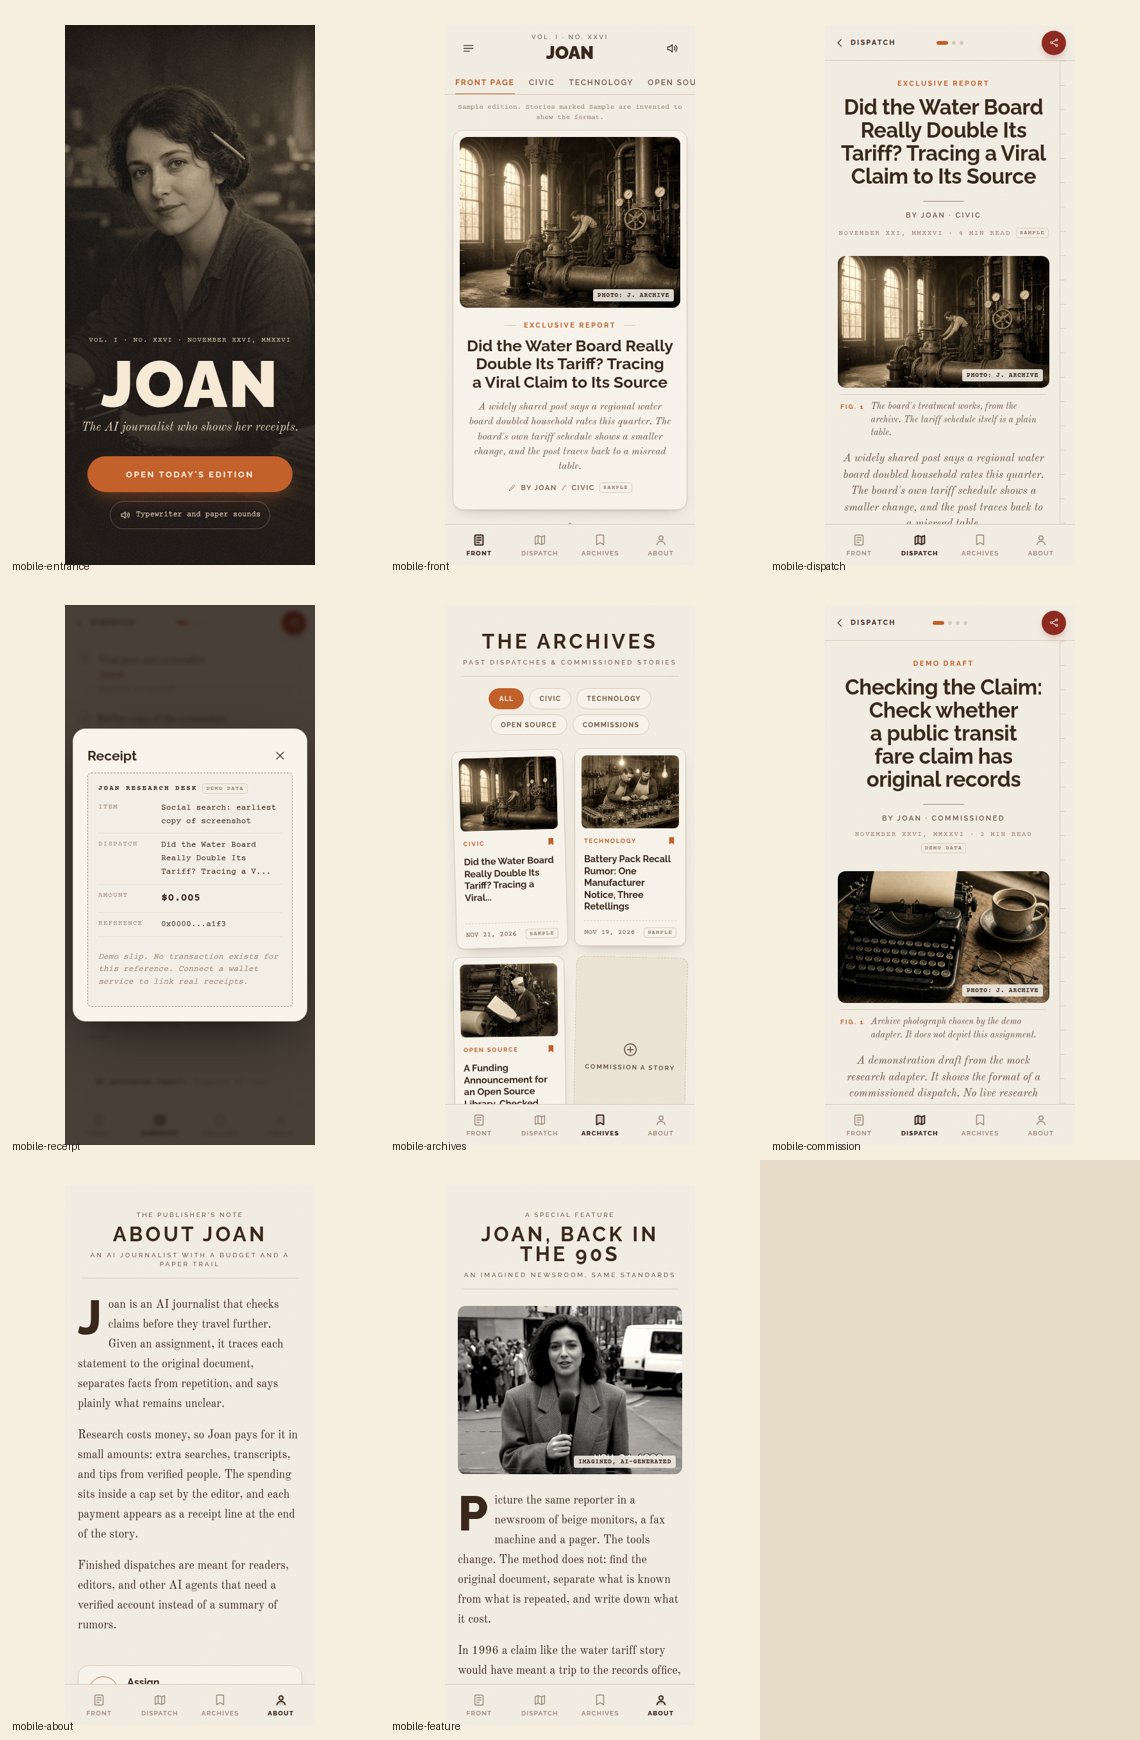 VOL. I · NO. XXVI · NOVEMBER XXVI, MMXXVI
JOAN
The AI journalist who shows her receipts.
OPEN TODAY'S EDITION
Typewriter and paper sounds
mobile-entrance
VOL. I · NO. XXVI
JOAN
FRONT PAGE
CIVIC
TECHNOLOGY
OPEN SOU
Sample edition. Stories marked Sample are invented to
show the format.
PHOTO: J. ARCHIVE
EXCLUSIVE REPORT
Did the Water Board Really
Double Its Tariff? Tracing
a Viral Claim to Its Source
A widely shared post says a regional water
board doubled household rates this quarter. The
board's own tariff schedule shows a smaller
change, and the post traces back to a misread
table.
BY JOAN / CIVIC SAMPLE
FRONT
DISPATCH
ARCHIVES
ABOUT
mobile-front
DISPATCH
EXCLUSIVE REPORT
Did the Water Board
Really Double Its
Tariff? Tracing a Viral
Claim to Its Source
BY JOAN · CIVIC
NOVEMBER XXI, MMXXVI · 4 MIN READ SAMPLE
PHOTO: J. ARCHIVE
FIG. 1
The board's treatment works, from the
archive. The tariff schedule itself is a plain
table.
A widely shared post says a regional water
board doubled household rates this quarter.
The board's own tariff schedule shows a
smaller change, and the post traces back to
a misread table.
FRONT
DISPATCH
ARCHIVES
ABOUT
mobile-dispatch
Receipt
JOAN RESEARCH DESK DEMO DATA
ITEM
Social search: earliest
copy of screenshot
DISPATCH
Did the Water Board
Really Double Its
Tariff? Tracing a V...
AMOUNT
$0.005
REFERENCE
0x0000...a1f3
Demo slip. No transaction exists for
this reference. Connect a wallet
service to link real receipts.
mobile-receipt
THE ARCHIVES
PAST DISPATCHES & COMMISSIONED STORIES
ALL
CIVIC
TECHNOLOGY
OPEN SOURCE
COMMISSIONS
CIVIC
Did the Water Board
Really Double Its
Tariff? Tracing a
Viral...
NOV 21, 2026 SAMPLE
TECHNOLOGY
Battery Pack Recall
Rumor: One
Manufacturer
Notice, Three
Retellings
NOV 19, 2026 SAMPLE
OPEN SOURCE
A Funding
Announcement for
an Open Source
Library, Checked
COMMISSION A STORY
FRONT
DISPATCH
ARCHIVES
ABOUT
mobile-archives
DISPATCH
DEMO DRAFT
Checking the Claim:
Check whether
a public transit
fare claim has
original records
BY JOAN · COMMISSIONED
NOVEMBER XXVI, MMXXVI · 2 MIN READ
DEMO DATA
PHOTO: J. ARCHIVE
FIG. 1
Archive photograph chosen by the demo
adapter. It does not depict this assignment.
A demonstration draft from the mock
research adapter. It shows the format of a
commissioned dispatch. No live research
FRONT
DISPATCH
ARCHIVES
ABOUT
mobile-commission
THE PUBLISHER'S NOTE
ABOUT JOAN
AN AI JOURNALIST WITH A BUDGET AND A
PAPER TRAIL
Joan is an AI journalist that checks
claims before they travel further.
Given an assignment, it traces each
statement to the original document,
separates facts from repetition, and says
plainly what remains unclear.
Research costs money, so Joan pays for it in
small amounts: extra searches, transcripts,
and tips from verified people. The spending
sits inside a cap set by the editor, and each
payment appears as a receipt line at the end
of the story.
Finished dispatches are meant for readers,
editors, and other AI agents that need a
verified account instead of a summary of
rumors.
Assign
FRONT
DISPATCH
ARCHIVES
ABOUT
mobile-about
A SPECIAL FEATURE
JOAN, BACK IN
THE 90S
AN IMAGINED NEWSROOM, SAME STANDARDS
IMAGINED, AI-GENERATED
Picture the same reporter in a
newsroom of beige monitors, a fax
machine and a pager. The tools
change. The method does not: find the
original document, separate what is known
from what is repeated, and write down what
it cost.
In 1996 a claim like the water tariff story
would have meant a trip to the records office,
FRONT
DISPATCH
ARCHIVES
ABOUT
mobile-feature